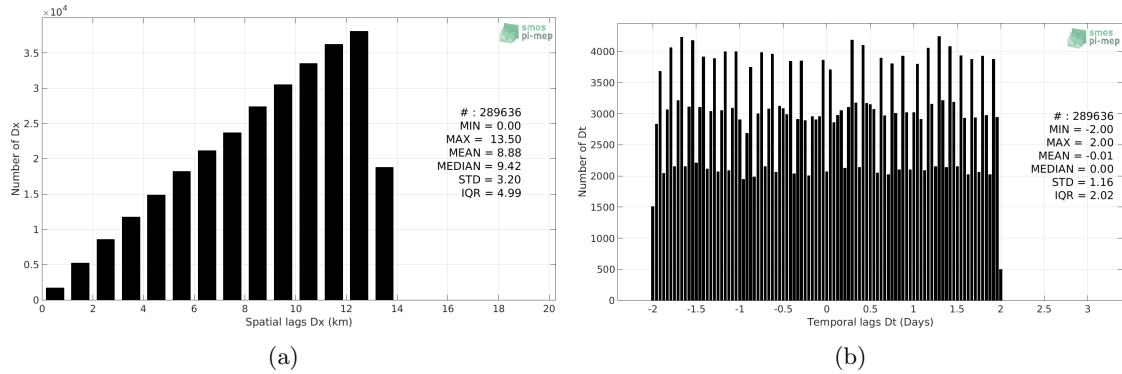 ×10⁴
3.5
3
2.5
2
1.5
1
0.5
0
0 2 4 6 8 10 12 14 16 18 20
Number of Dx
Spatial lags Dx (km)
smos
pi-mep
# : 289636
MIN = 0.00
MAX = 13.50
MEAN = 8.88
MEDIAN = 9.42
STD = 3.20
IQR = 4.99
(a)
4000
3500
3000
2500
2000
1500
1000
500
0
-2 -1.5 -1 -0.5 0 0.5 1 1.5 2 2.5 3
Number of Dt
Temporal lags Dt (Days)
smos
pi-mep
# : 289636
MIN = -2.00
MAX = 2.00
MEAN = -0.01
MEDIAN = 0.00
STD = 1.16
IQR = 2.02
(b)